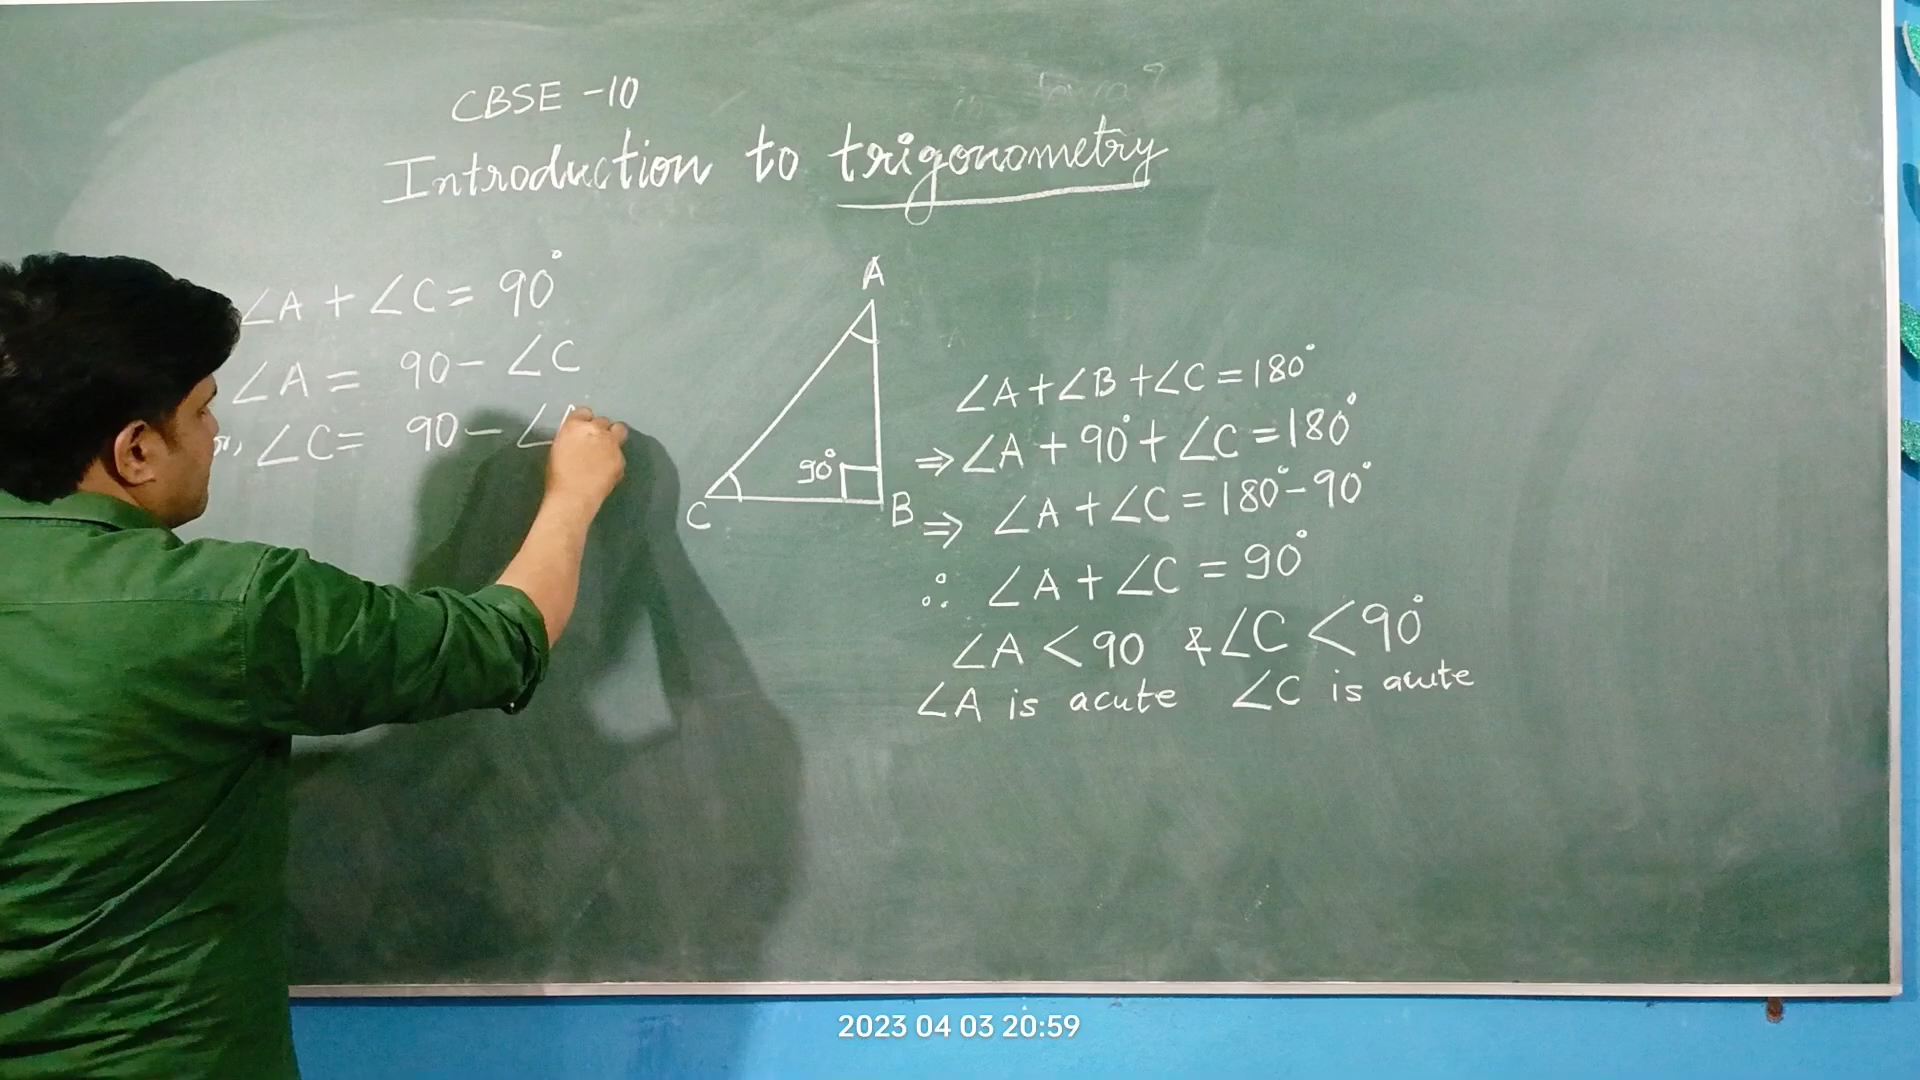 CBSE -10
Introduction to trigonometry
∠A + ∠C = 90°
∠A = 90 - ∠C
or, ∠C = 90 - ∠
A
90°
C
B
∠A + ∠B + ∠C = 180°
⇒ ∠A + 90° + ∠C = 180°
⇒ ∠A + ∠C = 180° - 90°
∴ ∠A + ∠C = 90°
∠A < 90 & ∠C < 90°
∠A is acute ∠C is acute
2023 04 03 20:59